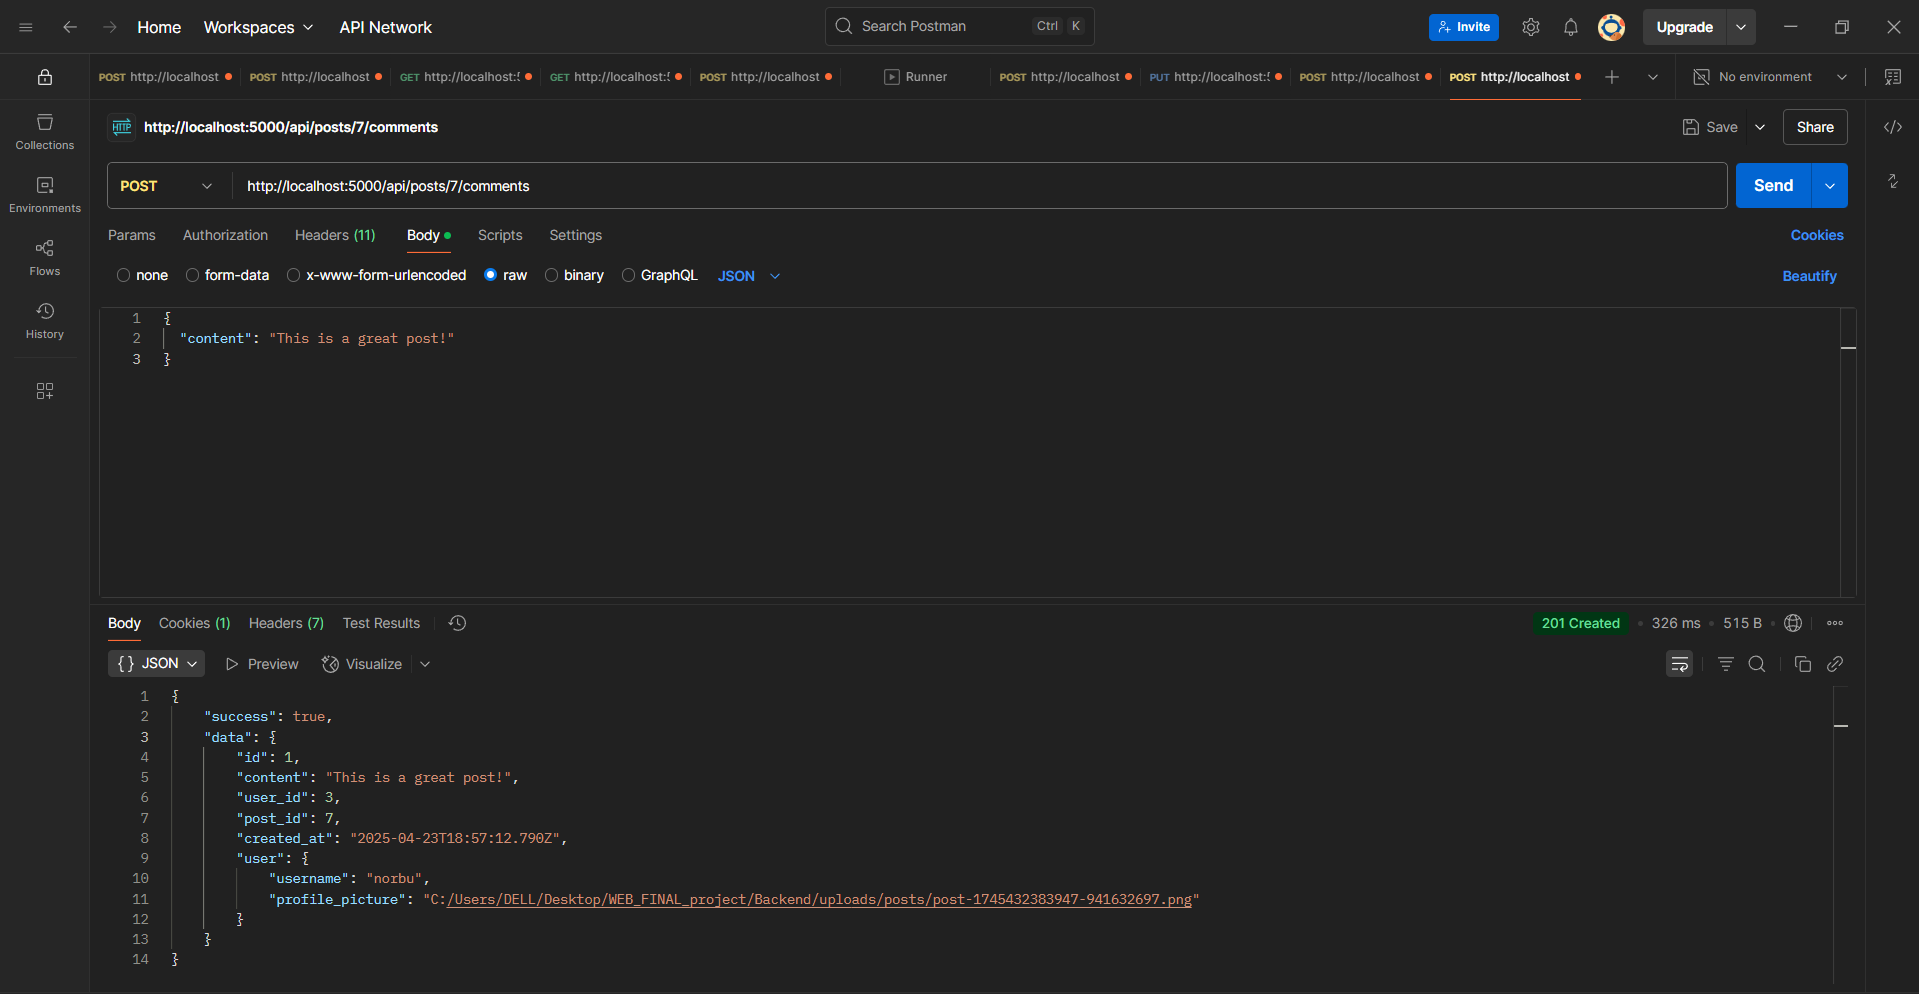 Home Workspaces API Network Search Postman Ctrl K Invite Upgrade
POST http://localhost POST http://localhost GET http://localhost:5 GET http://localhost:5 POST http://localhost Runner POST http://localhost PUT http://localhost:5 POST http://localhost POST http://localhost No environment
Collections
Environments
Flows
History
HTTP http://localhost:5000/api/posts/7/comments Save Share
POST http://localhost:5000/api/posts/7/comments Send
Params Authorization Headers (11) Body Scripts Settings Cookies
none form-data x-www-form-urlencoded raw binary GraphQL JSON Beautify
1 {
2 "content": "This is a great post!"
3 }
Body Cookies (1) Headers (7) Test Results 201 Created 326 ms 515 B
{} JSON Preview Visualize
1 {
2 "success": true,
3 "data": {
4 "id": 1,
5 "content": "This is a great post!",
6 "user_id": 3,
7 "post_id": 7,
8 "created_at": "2025-04-23T18:57:12.790Z",
9 "user": {
10 "username": "norbu",
11 "profile_picture": "C:/Users/DELL/Desktop/WEB_FINAL_project/Backend/uploads/posts/post-1745432383947-941632697.png"
12 }
13 }
14 }